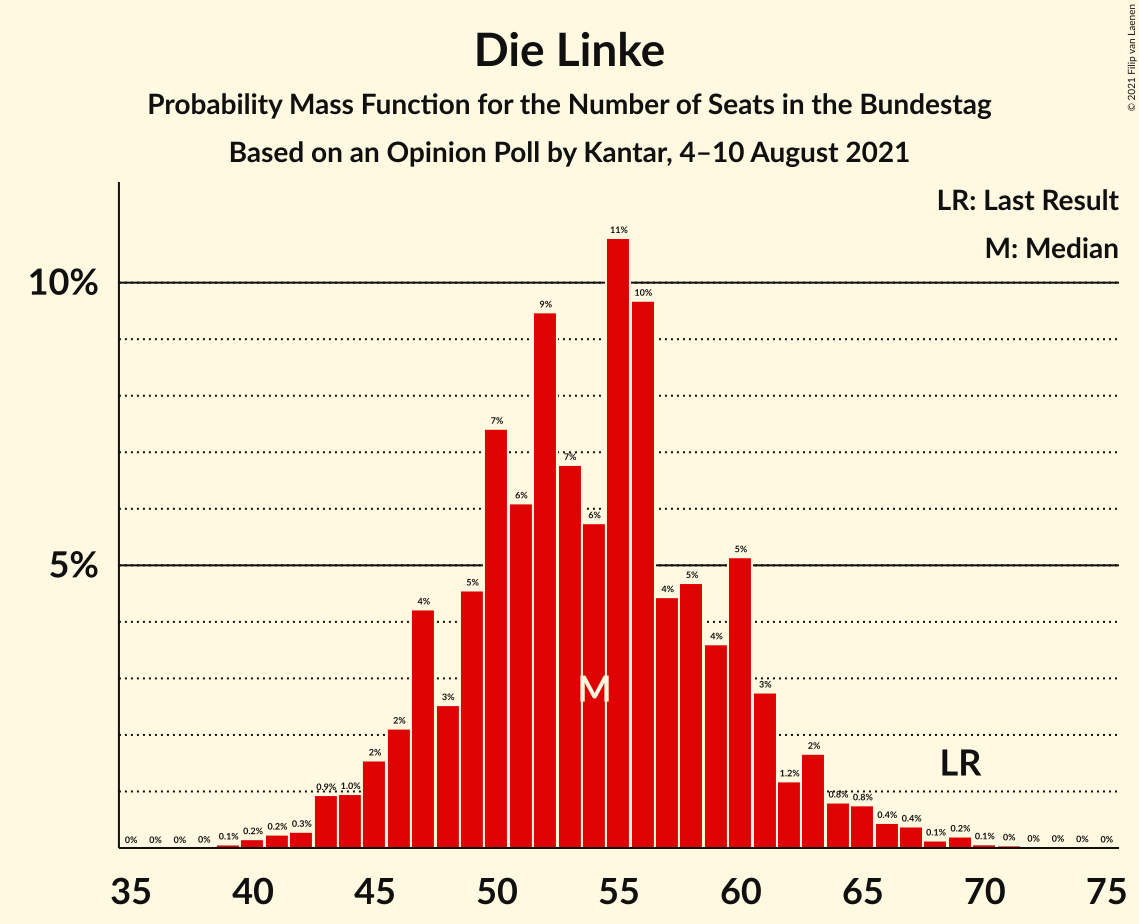 Die Linke
Probability Mass Function for the Number of Seats in the Bundestag
Based on an Opinion Poll by Kantar, 4–10 August 2021
© 2021 Filip van Laenen
LR: Last Result
M: Median
10%
5%
0% 0% 0% 0% 0.1% 0.2% 0.2% 0.3% 0.9% 1.0% 2% 2% 4% 3% 5% 7% 6% 9% 7% 6% 11% 10% 4% 5% 4% 5% 3% 1.2% 2% 0.8% 0.8% 0.4% 0.4% 0.1% 0.2% 0.1% 0% 0% 0% 0% 0%
M
LR
35 40 45 50 55 60 65 70 75